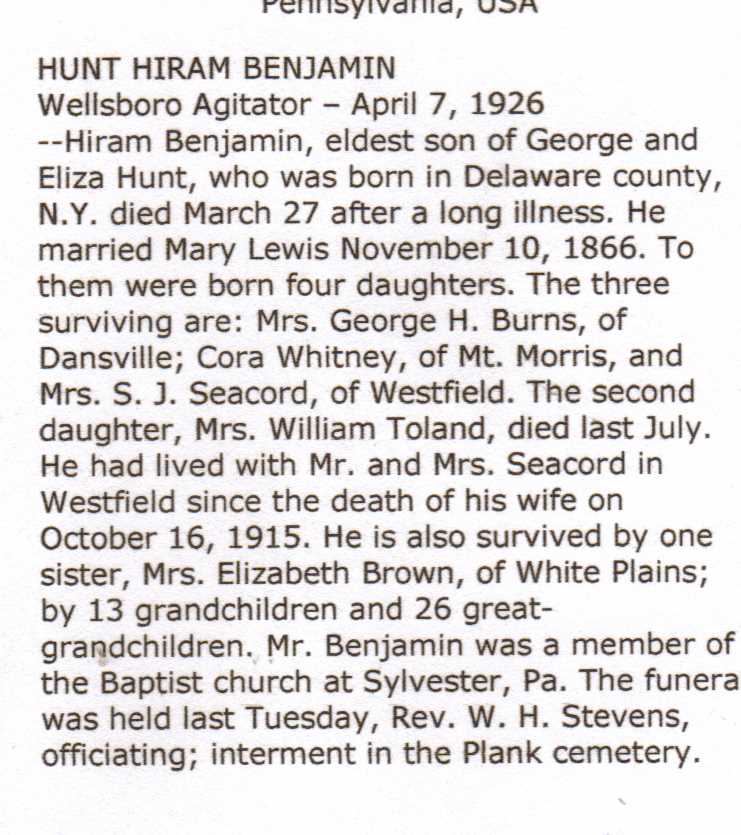 Pennsylvania, USA
HUNT HIRAM BENJAMIN
Wellsboro Agitator – April 7, 1926
--Hiram Benjamin, eldest son of George and
Eliza Hunt, who was born in Delaware county,
N.Y. died March 27 after a long illness. He
married Mary Lewis November 10, 1866. To
them were born four daughters. The three
surviving are: Mrs. George H. Burns, of
Dansville; Cora Whitney, of Mt. Morris, and
Mrs. S. J. Seacord, of Westfield. The second
daughter, Mrs. William Toland, died last July.
He had lived with Mr. and Mrs. Seacord in
Westfield since the death of his wife on
October 16, 1915. He is also survived by one
sister, Mrs. Elizabeth Brown, of White Plains;
by 13 grandchildren and 26 great-
grandchildren. Mr. Benjamin was a member of
the Baptist church at Sylvester, Pa. The funera
was held last Tuesday, Rev. W. H. Stevens,
officiating; interment in the Plank cemetery.